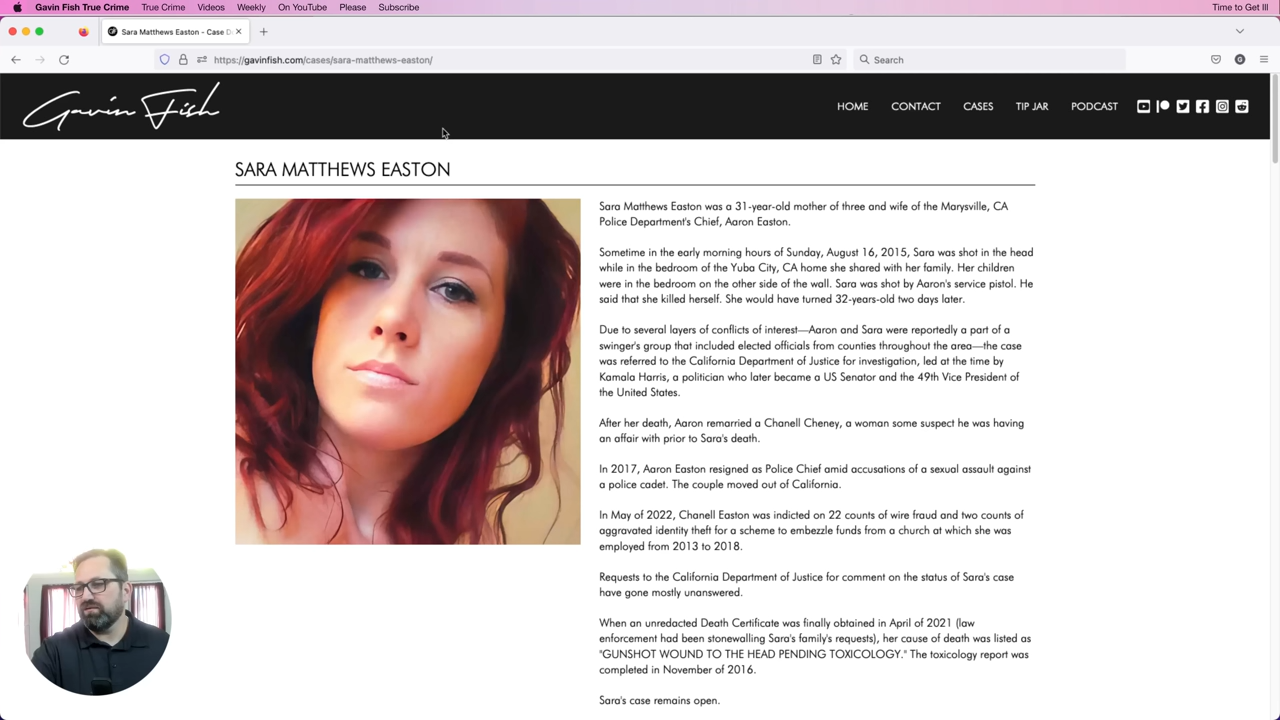 Gavin Fish True Crime True Crime Videos Weekly On YouTube Please Subscribe Time to Get Ill
Sara Matthews Easton - Case D
https://gavinfish.com/cases/sara-matthews-easton/ Search
Gavin Fish HOME CONTACT CASES TIP JAR PODCAST
SARA MATTHEWS EASTON
Sara Matthews Easton was a 31-year-old mother of three and wife of the Marysville, CA
Police Department's Chief, Aaron Easton.
Sometime in the early morning hours of Sunday, August 16, 2015, Sara was shot in the head
while in the bedroom of the Yuba City, CA home she shared with her family. Her children
were in the bedroom on the other side of the wall. Sara was shot by Aaron's service pistol. He
said that she killed herself. She would have turned 32-years-old two days later.
Due to several layers of conflicts of interest—Aaron and Sara were reportedly a part of a
swinger's group that included elected officials from counties throughout the area—the case
was referred to the California Department of Justice for investigation, led at the time by
Kamala Harris, a politician who later became a US Senator and the 49th Vice President of
the United States.
After her death, Aaron remarried a Chanell Cheney, a woman some suspect he was having
an affair with prior to Sara's death.
In 2017, Aaron Easton resigned as Police Chief amid accusations of a sexual assault against
a police cadet. The couple moved out of California.
In May of 2022, Chanell Easton was indicted on 22 counts of wire fraud and two counts of
aggravated identity theft for a scheme to embezzle funds from a church at which she was
employed from 2013 to 2018.
Requests to the California Department of Justice for comment on the status of Sara's case
have gone mostly unanswered.
When an unredacted Death Certificate was finally obtained in April of 2021 (law
enforcement had been stonewalling Sara's family's requests), her cause of death was listed as
"GUNSHOT WOUND TO THE HEAD PENDING TOXICOLOGY." The toxicology report was
completed in November of 2016.
Sara's case remains open.